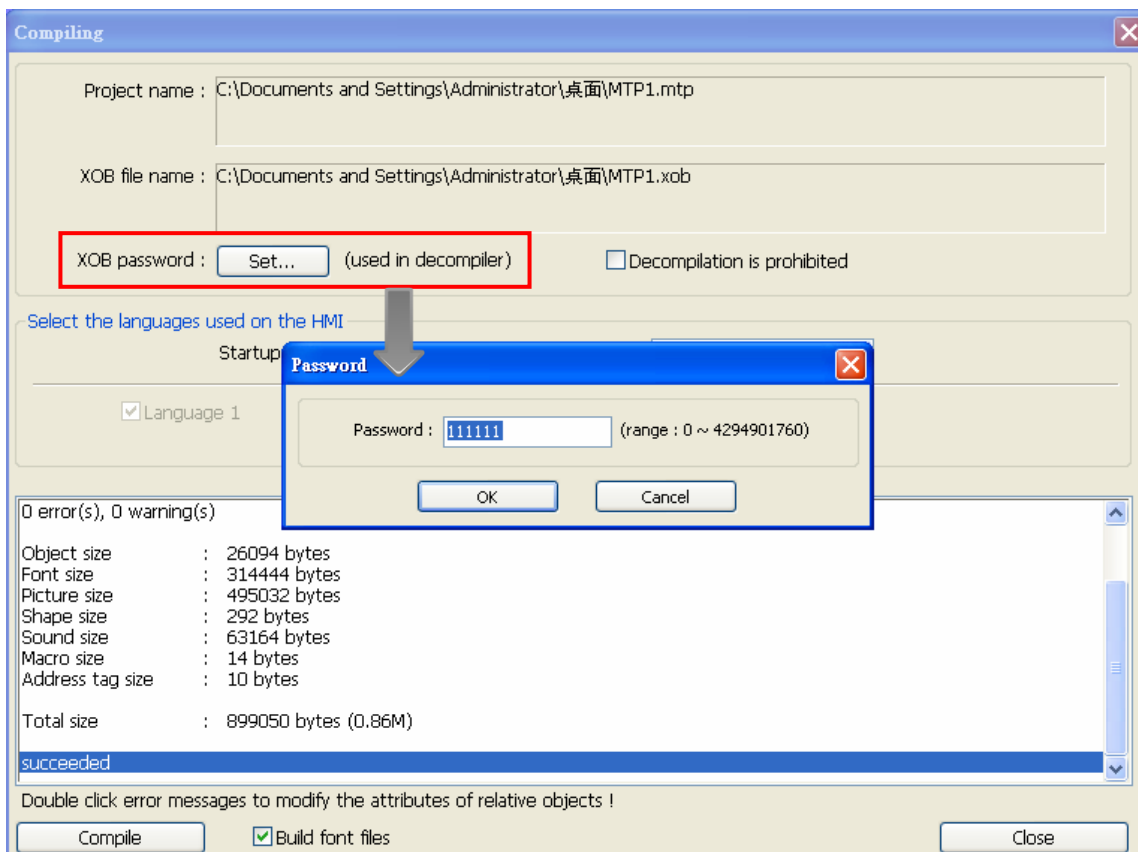 Compiling
Project name : C:\Documents and Settings\Administrator\桌面\MTP1.mtp
XOB file name : C:\Documents and Settings\Administrator\桌面\MTP1.xob
XOB password : Set... (used in decompiler) Decompilation is prohibited
Select the languages used on the HMI
Startup
Password
Language 1
Password : 111111 (range : 0 ~ 4294901760)
OK Cancel
0 error(s), 0 warning(s)
Object size : 26094 bytes
Font size : 314444 bytes
Picture size : 495032 bytes
Shape size : 292 bytes
Sound size : 63164 bytes
Macro size : 14 bytes
Address tag size : 10 bytes
Total size : 899050 bytes (0.86M)
succeeded
Double click error messages to modify the attributes of relative objects !
Compile Build font files Close